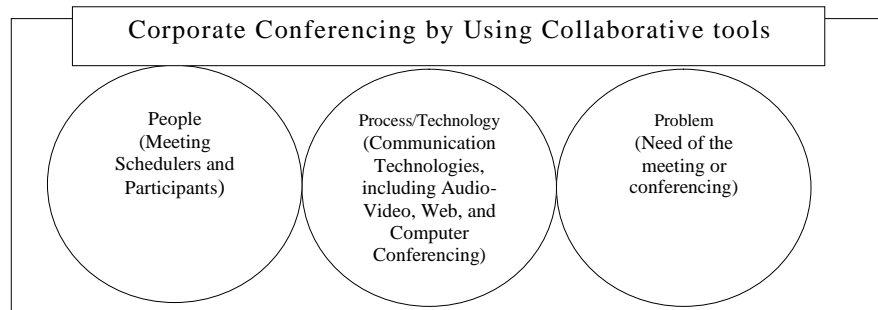 Corporate Conferencing by Using Collaborative tools
People
(Meeting
Schedulers and
Participants)
Process/Technology
(Communication
Technologies,
including Audio-
Video, Web, and
Computer
Conferencing)
Problem
(Need of the
meeting or
conferencing)